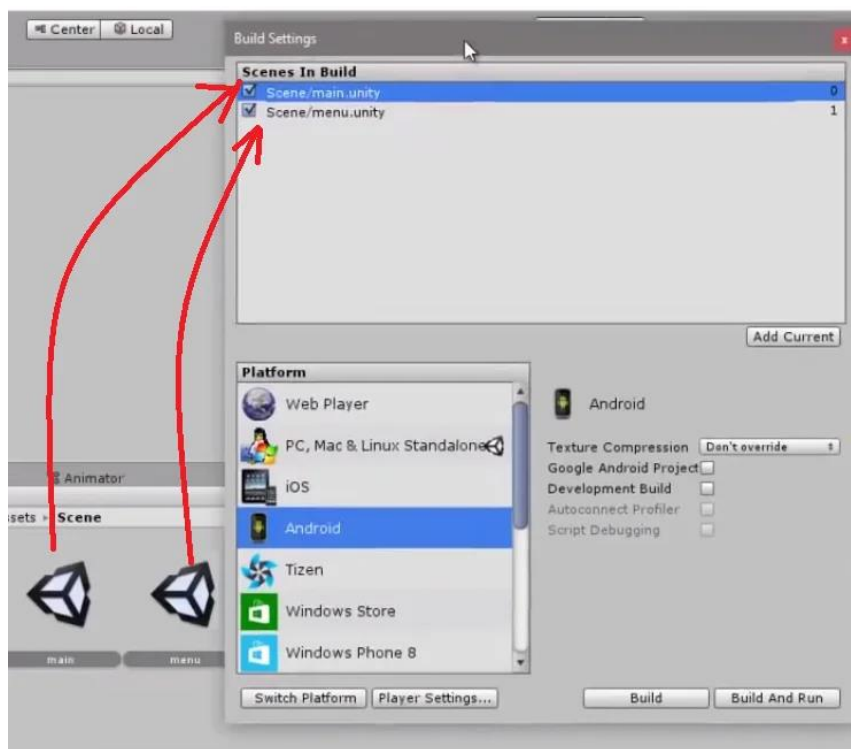 Center Local
Build Settings
x
Scenes In Build
Scene/main.unity 0
Scene/menu.unity 1
Add Current
Platform
Web Player
Android
PC, Mac & Linux Standalone
Texture Compression Don't override
Google Android Project
iOS
Development Build
Animator
Autoconnect Profiler
ssets Scene
Android
Script Debugging
Tizen
Windows Store
Windows Phone 8
main menu
Switch Platform Player Settings... Build Build And Run